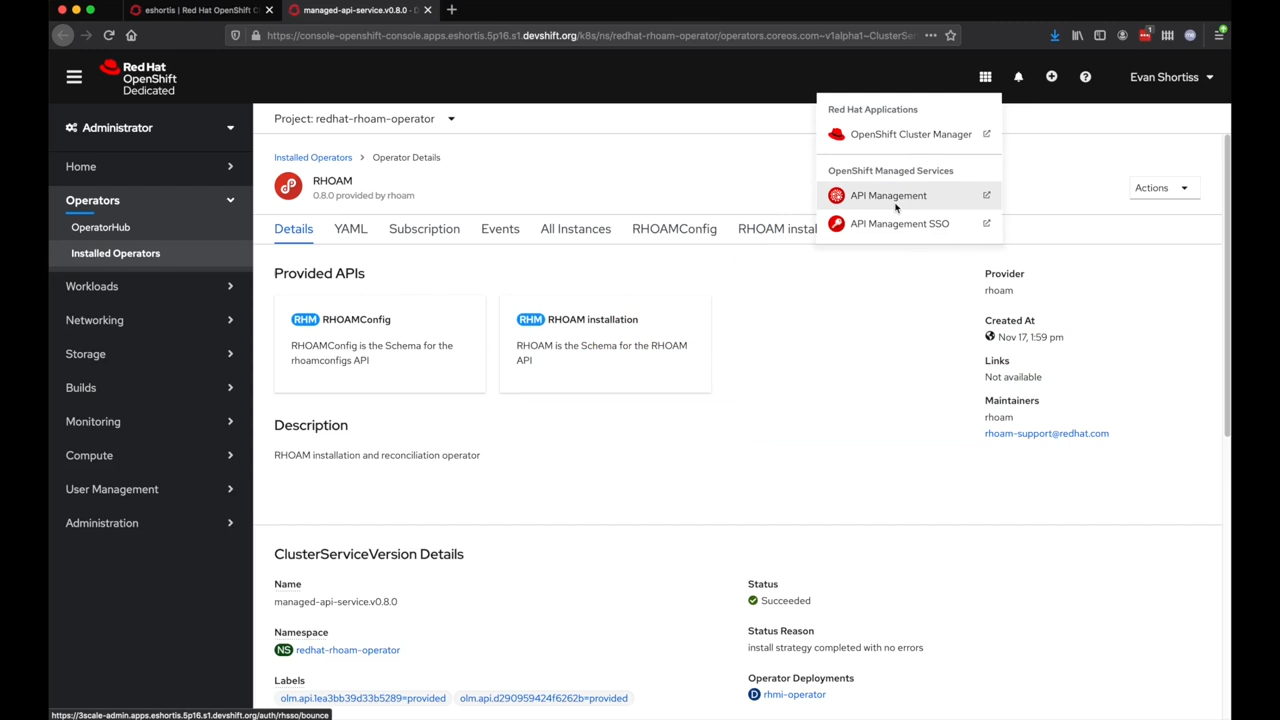 eshortis | Red Hat OpenShift C
managed-api-service.v0.8.0 · D
https://console-openshift-console.apps.eshortis.5p16.s1.devshift.org/k8s/ns/redhat-rhoam-operator/operators.coreos.com~v1alpha1~ClusterSer
Red Hat
OpenShift
Dedicated
Evan Shortiss
Administrator
Home
Operators
OperatorHub
Installed Operators
Workloads
Networking
Storage
Builds
Monitoring
Compute
User Management
Administration
Project: redhat-rhoam-operator
Installed Operators > Operator Details
RHOAM
0.8.0 provided by rhoam
Actions
Red Hat Applications
OpenShift Cluster Manager
OpenShift Managed Services
API Management
API Management SSO
Details YAML Subscription Events All Instances RHOAMConfig RHOAM instal
Provided APIs
RHM RHOAMConfig
RHOAMConfig is the Schema for the
rhoamconfigs API
RHM RHOAM installation
RHOAM is the Schema for the RHOAM
API
Provider
rhoam
Created At
Nov 17, 1:59 pm
Links
Not available
Maintainers
rhoam
rhoam-support@redhat.com
Description
RHOAM installation and reconciliation operator
ClusterServiceVersion Details
Name
managed-api-service.v0.8.0
Namespace
NS redhat-rhoam-operator
Labels
olm.api.1ea3bb39d33b5289=provided olm.api.d290959424f6262b=provided
Status
Succeeded
Status Reason
install strategy completed with no errors
Operator Deployments
D rhmi-operator
https://3scale-admin.apps.eshortis.5p16.s1.devshift.org/auth/rhsso/bounce